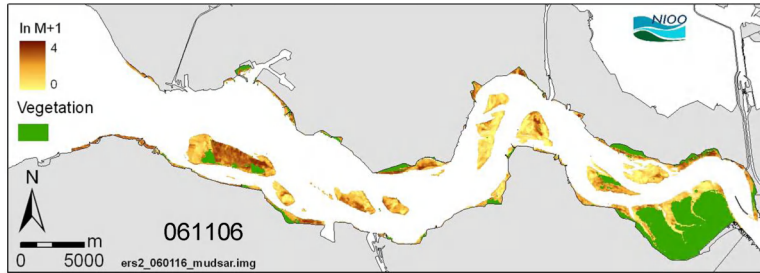 ln M+1
4
0
Vegetation
N
m
0 5000
061106
ers2_060116_mudsar.img
NIOO